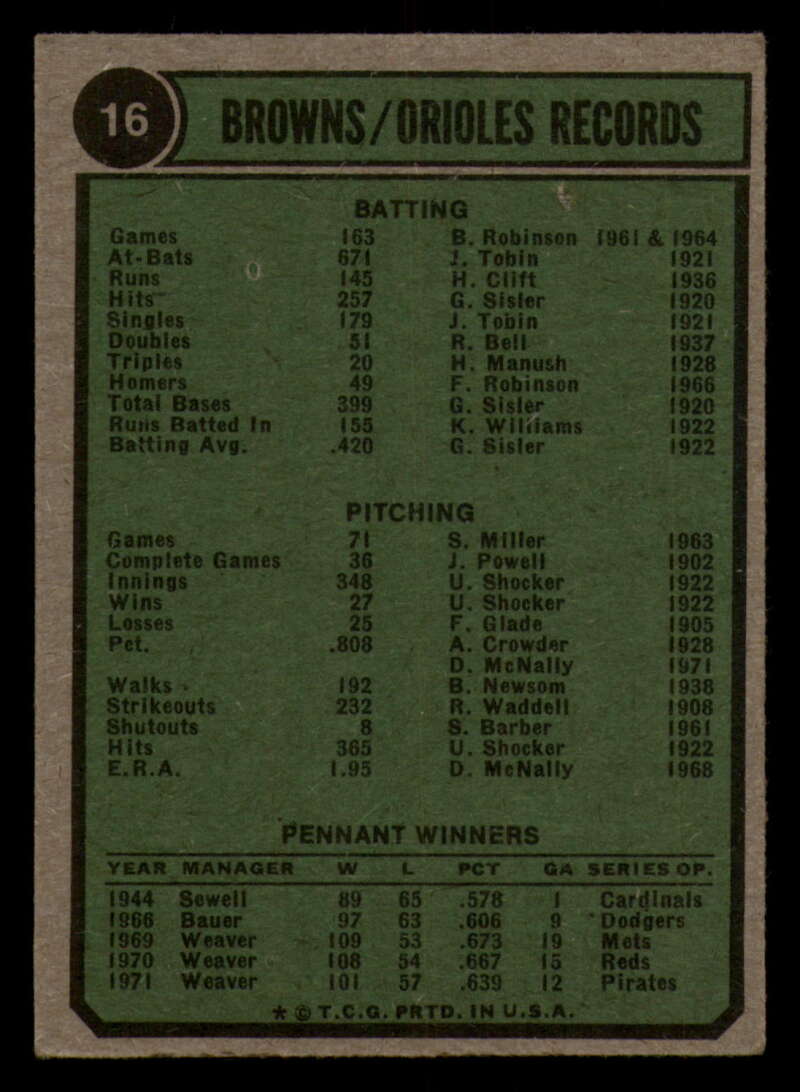 16
BROWNS/ORIOLES RECORDS
BATTING
Games 163 B. Robinson 1961 & 1964
At-Bats 671 J. Tobin 1921
Runs 145 H. Clift 1936
Hits 257 G. Sisler 1920
Singles 179 J. Tobin 1921
Doubles 51 R. Bell 1937
Triples 20 H. Manush 1928
Homers 49 F. Robinson 1966
Total Bases 399 G. Sisler 1920
Runs Batted In 155 K. Williams 1922
Batting Avg. .420 G. Sisler 1922
PITCHING
Games 71 S. Miller 1963
Complete Games 36 J. Powell 1902
Innings 348 U. Shocker 1922
Wins 27 U. Shocker 1922
Losses 25 F. Glade 1905
Pct. .808 A. Crowder 1928
D. McNally 1971
Walks 192 B. Newsom 1938
Strikeouts 232 R. Waddell 1908
Shutouts 8 S. Barber 1961
Hits 365 U. Shocker 1922
E.R.A. 1.95 D. McNally 1968
PENNANT WINNERS
YEAR MANAGER W L PCT GA SERIES OP.
1944 Sewell 89 65 .578 1 Cardinals
1966 Bauer 97 63 .606 9 Dodgers
1969 Weaver 109 53 .673 19 Mets
1970 Weaver 108 54 .667 15 Reds
1971 Weaver 101 57 .639 12 Pirates
* © T.C.G. PRTD. IN U.S.A.